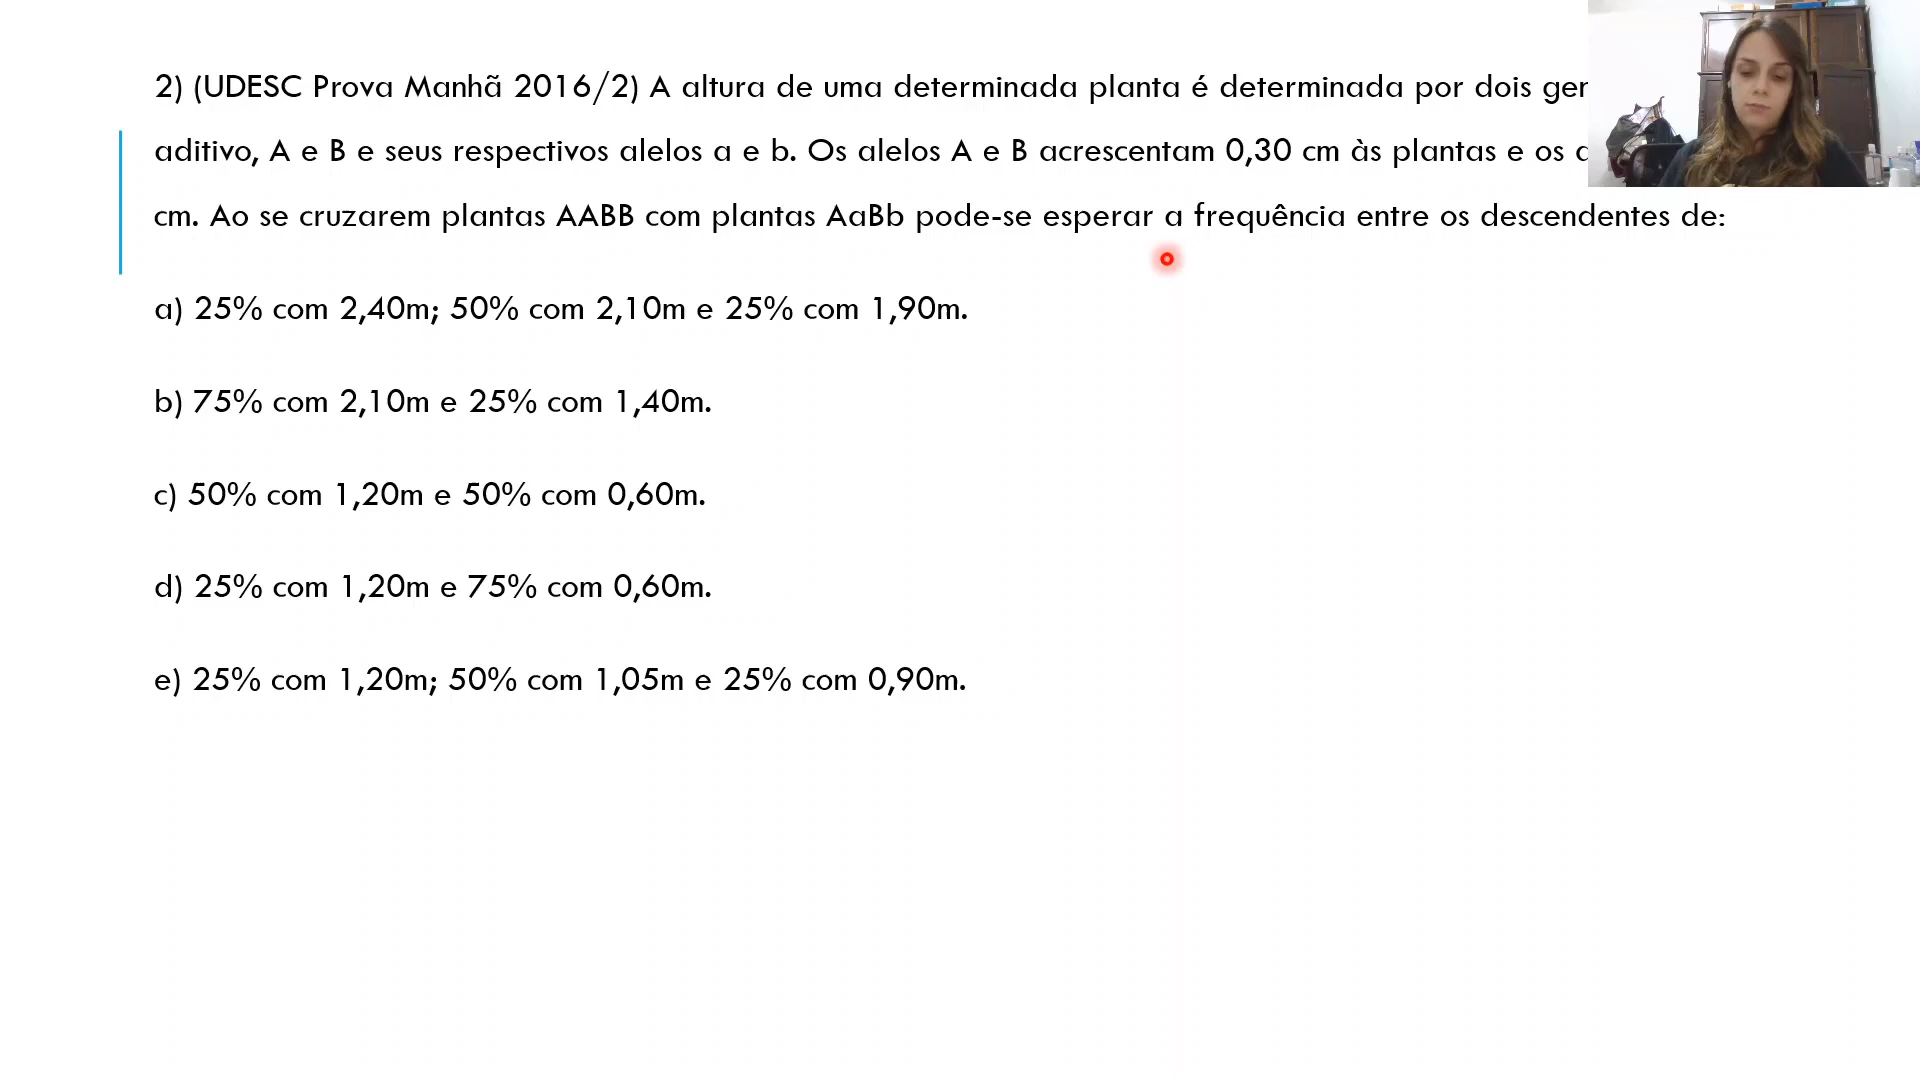 2) (UDESC Prova Manhã 2016/2) A altura de uma determinada planta é determinada por dois
aditivo, A e B e seus respectivos alelos a e b. Os alelos A e B acrescentam 0,30 cm às plantas e os
cm. Ao se cruzarem plantas AABB com plantas AaBb pode-se esperar a frequência entre os descendentes de:
a) 25% com 2,40m; 50% com 2,10m e 25% com 1,90m.
b) 75% com 2,10m e 25% com 1,40m.
c) 50% com 1,20m e 50% com 0,60m.
d) 25% com 1,20m e 75% com 0,60m.
e) 25% com 1,20m; 50% com 1,05m e 25% com 0,90m.